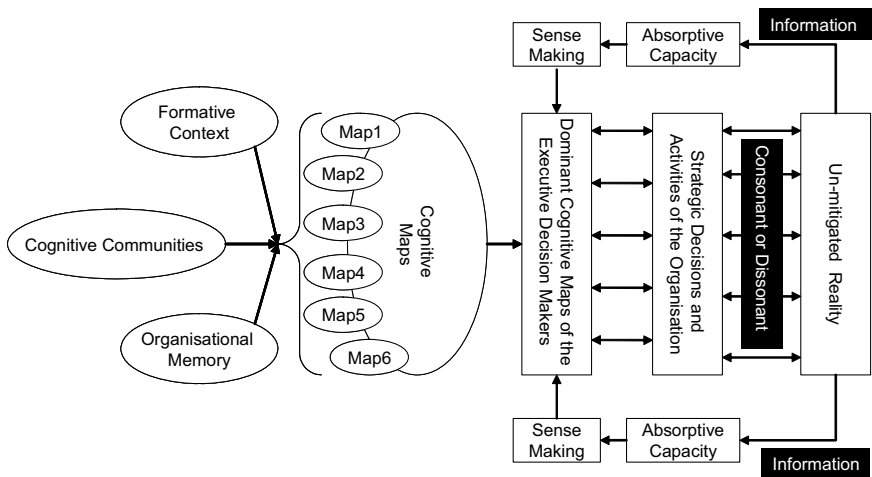 Formative
Context
Cognitive Communities
Organisational
Memory
Map1
Map2
Map3
Map4
Map5
Map6
Cognitive
Maps
Sense
Making
Absorptive
Capacity
Information
Dominant Cognitive Maps of the
Executive Decision Makers
Strategic Decisions and
Activities of the Organisation
Consonant or Dissonant
Un-mitigated Reality
Sense
Making
Absorptive
Capacity
Information